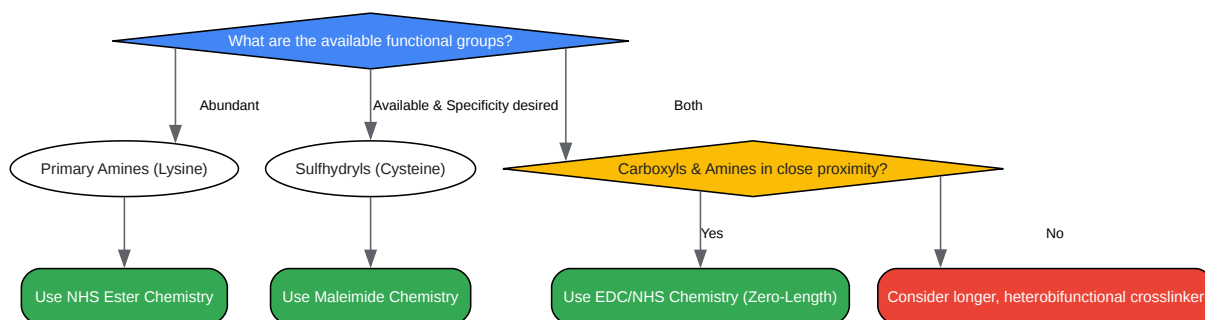 What are the available functional groups?
Abundant
Available & Specificity desired
Both
Primary Amines (Lysine)
Sulfhydryls (Cysteine)
Carboxyls & Amines in close proximity?
Yes
No
Use NHS Ester Chemistry
Use Maleimide Chemistry
Use EDC/NHS Chemistry (Zero-Length)
Consider longer, heterobifunctional crosslinker